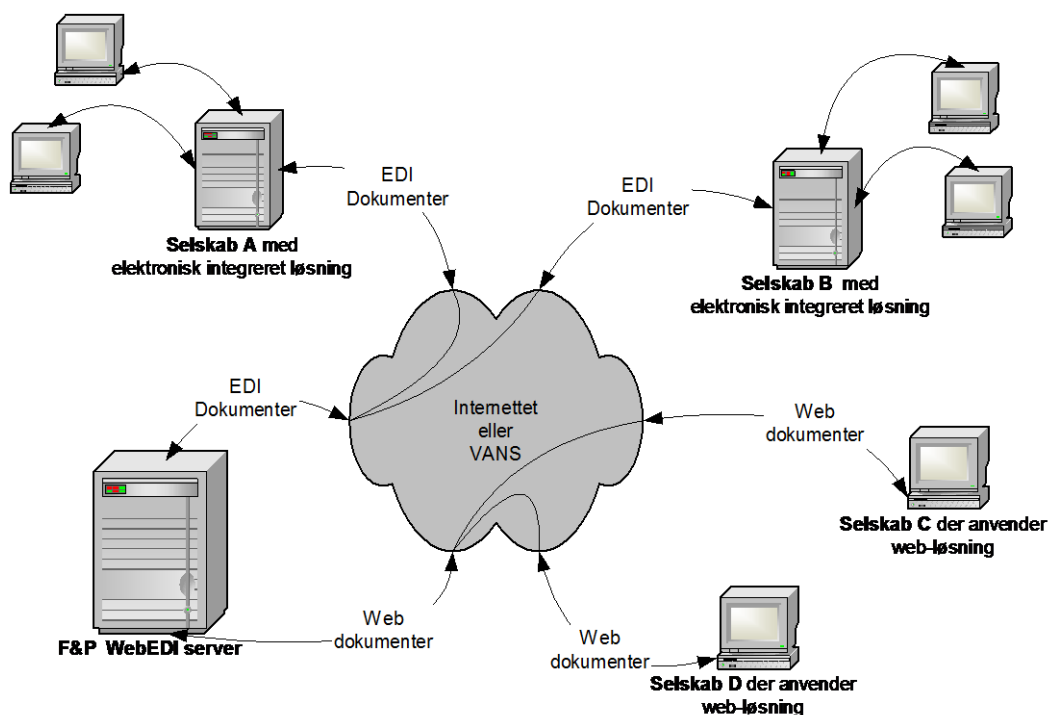 EDI
Dokumenter
Selskab A med
elektronisk integreret løsning
EDI
Dokumenter
Selskab B med
elektronisk integreret løsning
EDI
Dokumenter
Internettet
eller
VANS
Web
dokumenter
Selskab C der anvender
web-løsning
F&P WebEDI server
Web
dokumenter
Web
dokumenter
Selskab D der anvender
web-løsning